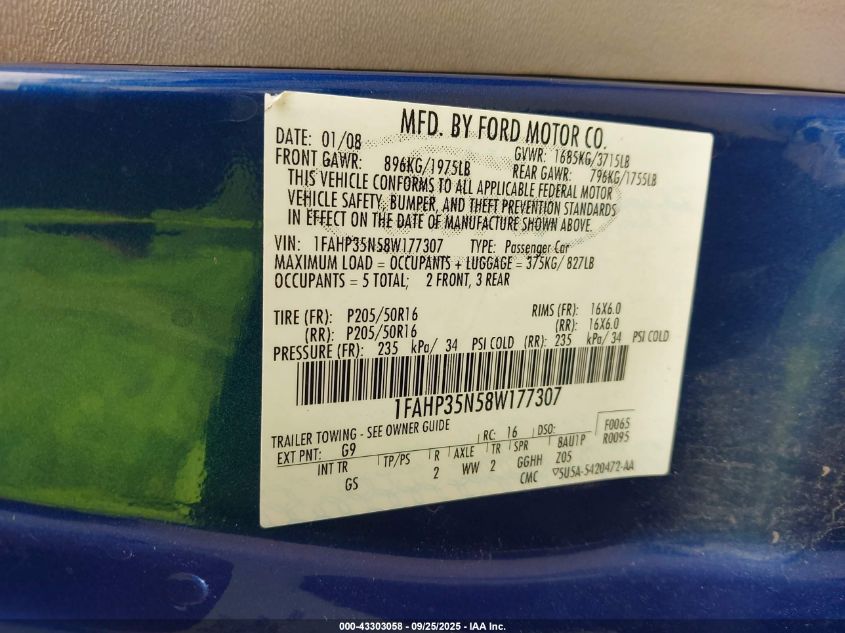 MFD. BY FORD MOTOR CO.
DATE: 01/08 GVWR: 1685KG/3715LB
FRONT GAWR: 896KG/1975LB REAR GAWR: 796KG/1755LB
THIS VEHICLE CONFORMS TO ALL APPLICABLE FEDERAL MOTOR
VEHICLE SAFETY, BUMPER, AND THEFT PREVENTION STANDARDS
IN EFFECT ON THE DATE OF MANUFACTURE SHOWN ABOVE.
VIN: 1FAHP35N58W177307 TYPE: Passenger Car
MAXIMUM LOAD = OCCUPANTS + LUGGAGE = 375KG/ 827LB
OCCUPANTS = 5 TOTAL; 2 FRONT, 3 REAR
TIRE (FR): P205/50R16 RIMS (FR): 16X6.0
(RR): P205/50R16 (RR): 16X6.0
PRESSURE (FR): 235 kPa/ 34 PSI COLD (RR): 235 kPa/ 34 PSI COLD
1FAHP35N58W177307
TRAILER TOWING - SEE OWNER GUIDE
EXT PNT: G9 RC: 16 DSO: F0065
INT TR TP/PS R AXLE TR SPR BAU1P R0095
GS 2 WW 2 GGHH Z05
CMC ▽5U5A-5420472-AA
000-43303058 - 09/25/2025 - IAA Inc.